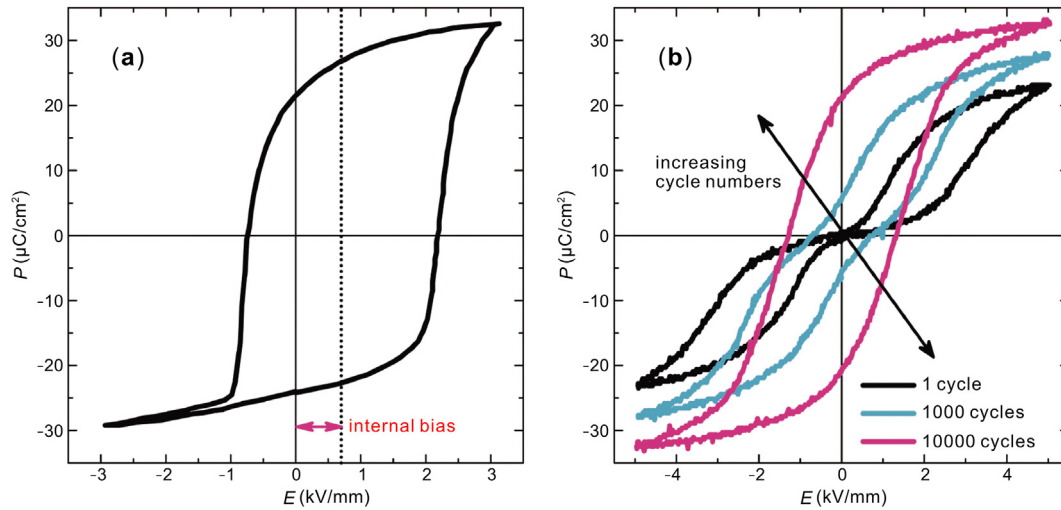 (a)
P (μC/cm²)
30
20
10
0
-10
-20
-30
internal bias
-3 -2 -1 0 1 2 3
E (kV/mm)
(b)
P (μC/cm²)
30
20
10
0
-10
-20
-30
increasing
cycle numbers
1 cycle
1000 cycles
10000 cycles
-4 -2 0 2 4
E (kV/mm)